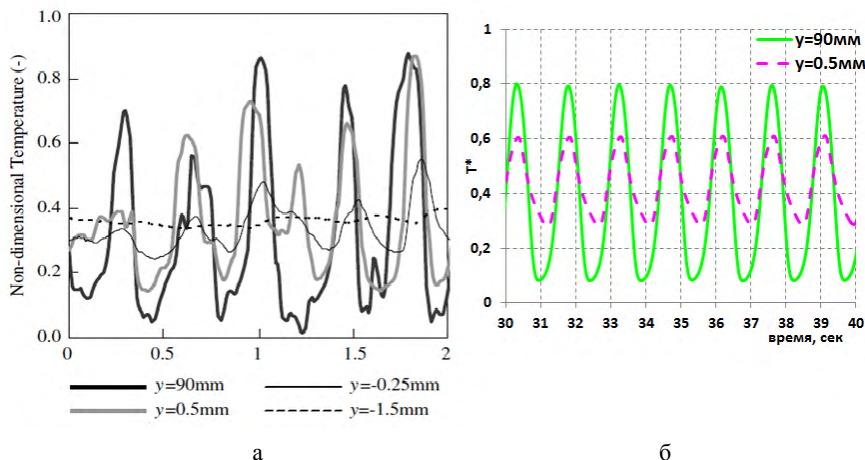 Non-dimensional Temperature (-)
1.0
0.8
0.6
0.4
0.2
0.0
0 0.5 1 1.5 2
y=90mm y=-0.25mm
y=0.5mm y=-1.5mm
а
T*
1
0,8
0,6
0,4
0,2
0
y=90мм
y=0.5мм
30 31 32 33 34 35 36 37 38 39 40
время, сек
б